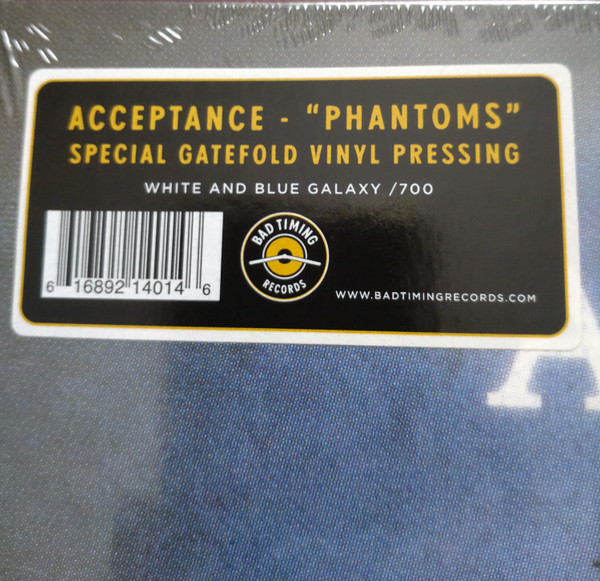 ACCEPTANCE - "PHANTOMS"
SPECIAL GATEFOLD VINYL PRESSING
WHITE AND BLUE GALAXY /700
6 16892 14014 6
BAD TIMING
RECORDS
WWW.BADTIMINGRECORDS.COM
A